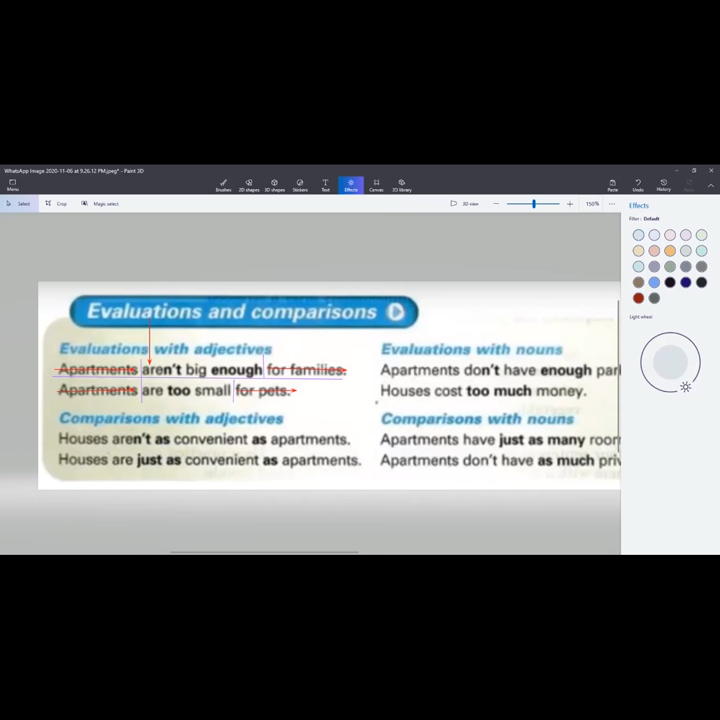 WhatsApp Image 2020-11-06 at 9.26.12 PM.jpeg* - Paint 3D
Menu
Brushes
2D shapes
3D shapes
Stickers
Text
Effects
Canvas
3D library
Paste
Undo
History
Select
Crop
Magic select
3D view
150%
Effects
Filter: Default
Light wheel
Evaluations and comparisons
Evaluations with adjectives
Apartments aren't big enough for families.
Apartments are too small for pets.
Comparisons with adjectives
Houses aren't as convenient as apartments.
Houses are just as convenient as apartments.
Evaluations with nouns
Apartments don't have enough par
Houses cost too much money.
Comparisons with nouns
Apartments have just as many room
Apartments don't have as much priv